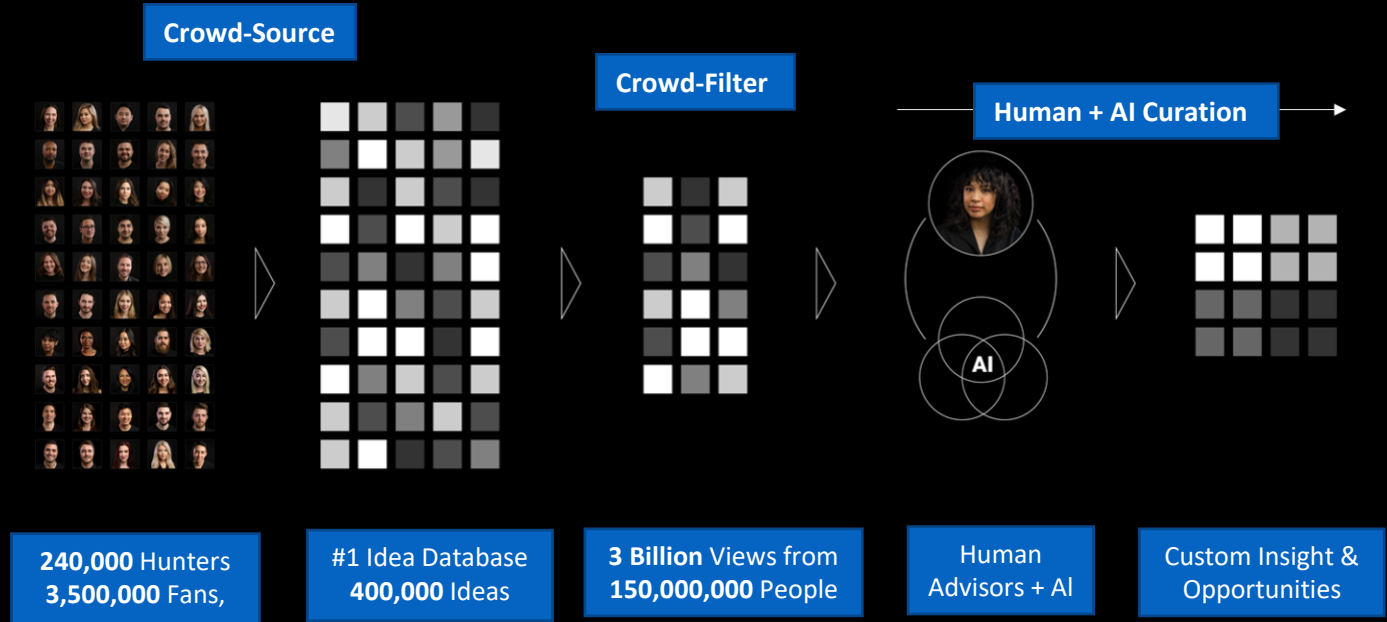 Crowd-Source
Crowd-Filter
Human + AI Curation
AI
240,000 Hunters
3,500,000 Fans,
#1 Idea Database
400,000 Ideas
3 Billion Views from
150,000,000 People
Human
Advisors + AI
Custom Insight &
Opportunities